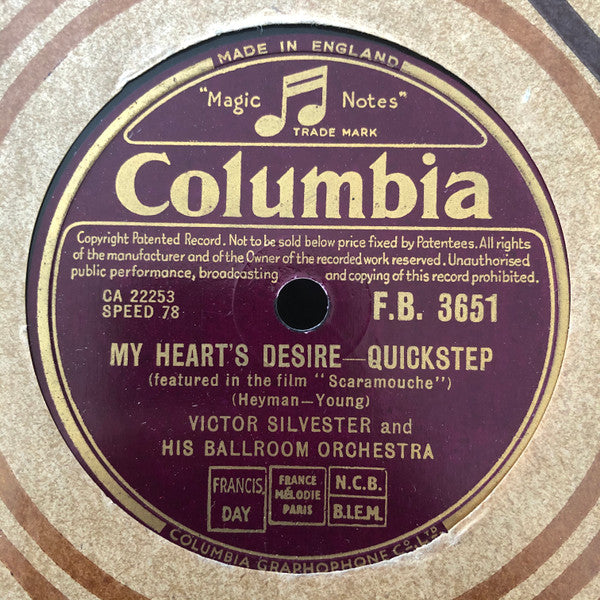 MADE IN ENGLAND
"Magic Notes"
TRADE MARK
Columbia
Copyright Patented Record. Not to be sold below price fixed by Patentees. All rights
of the manufacturer and of the Owner of the recorded work reserved. Unauthorised
public performance, broadcasting and copying of this record prohibited.
CA 22253
SPEED 78
F.B. 3651
MY HEART'S DESIRE—QUICKSTEP
(featured in the film "Scaramouche")
(Heyman—Young)
VICTOR SILVESTER and
HIS BALLROOM ORCHESTRA
FRANCIS,
DAY
FRANCE
MÉLODIE
PARIS
N.C.B.
B.I.E.M.
COLUMBIA GRAPHOPHONE CO., LTD.